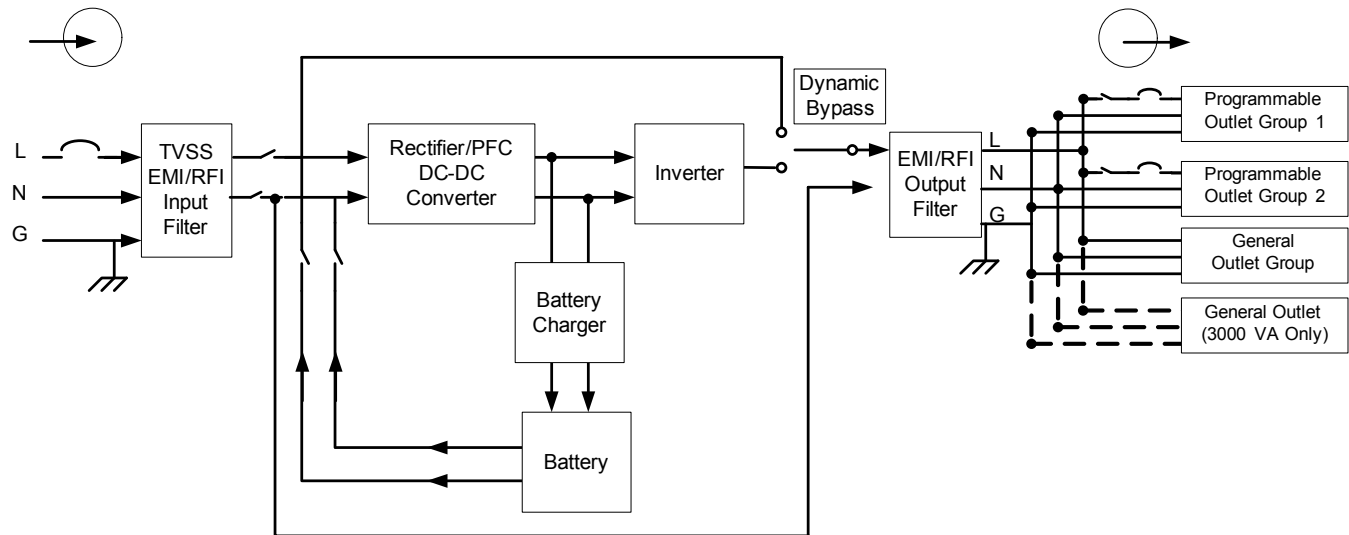 Dynamic
Bypass
L
N
G
TVSS
EMI/RFI
Input
Filter
Rectifier/PFC
DC-DC
Converter
Inverter
EMI/RFI
Output
Filter
L
N
G
Programmable
Outlet Group 1
Programmable
Outlet Group 2
General
Outlet Group
General Outlet
(3000 VA Only)
Battery
Charger
Battery